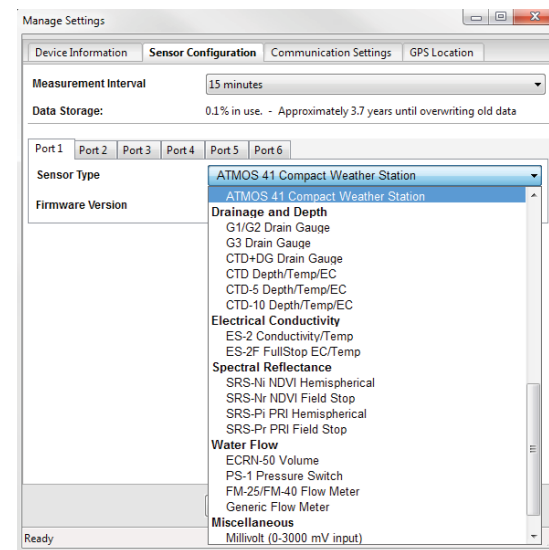 Manage Settings
Device Information Sensor Configuration Communication Settings GPS Location
Measurement Interval 15 minutes
Data Storage: 0.1% in use. - Approximately 3.7 years until overwriting old data
Port 1 Port 2 Port 3 Port 4 Port 5 Port 6
Sensor Type ATMOS 41 Compact Weather Station
ATMOS 41 Compact Weather Station
Firmware Version
Drainage and Depth
G1/G2 Drain Gauge
G3 Drain Gauge
CTD+DG Drain Gauge
CTD Depth/Temp/EC
CTD-5 Depth/Temp/EC
CTD-10 Depth/Temp/EC
Electrical Conductivity
ES-2 Conductivity/Temp
ES-2F FullStop EC/Temp
Spectral Reflectance
SRS-Ni NDVI Hemispherical
SRS-Nr NDVI Field Stop
SRS-Pi PRI Hemispherical
SRS-Pr PRI Field Stop
Water Flow
ECRN-50 Volume
PS-1 Pressure Switch
FM-25/FM-40 Flow Meter
Generic Flow Meter
Miscellaneous
Millivolt (0-3000 mV input)
Ready